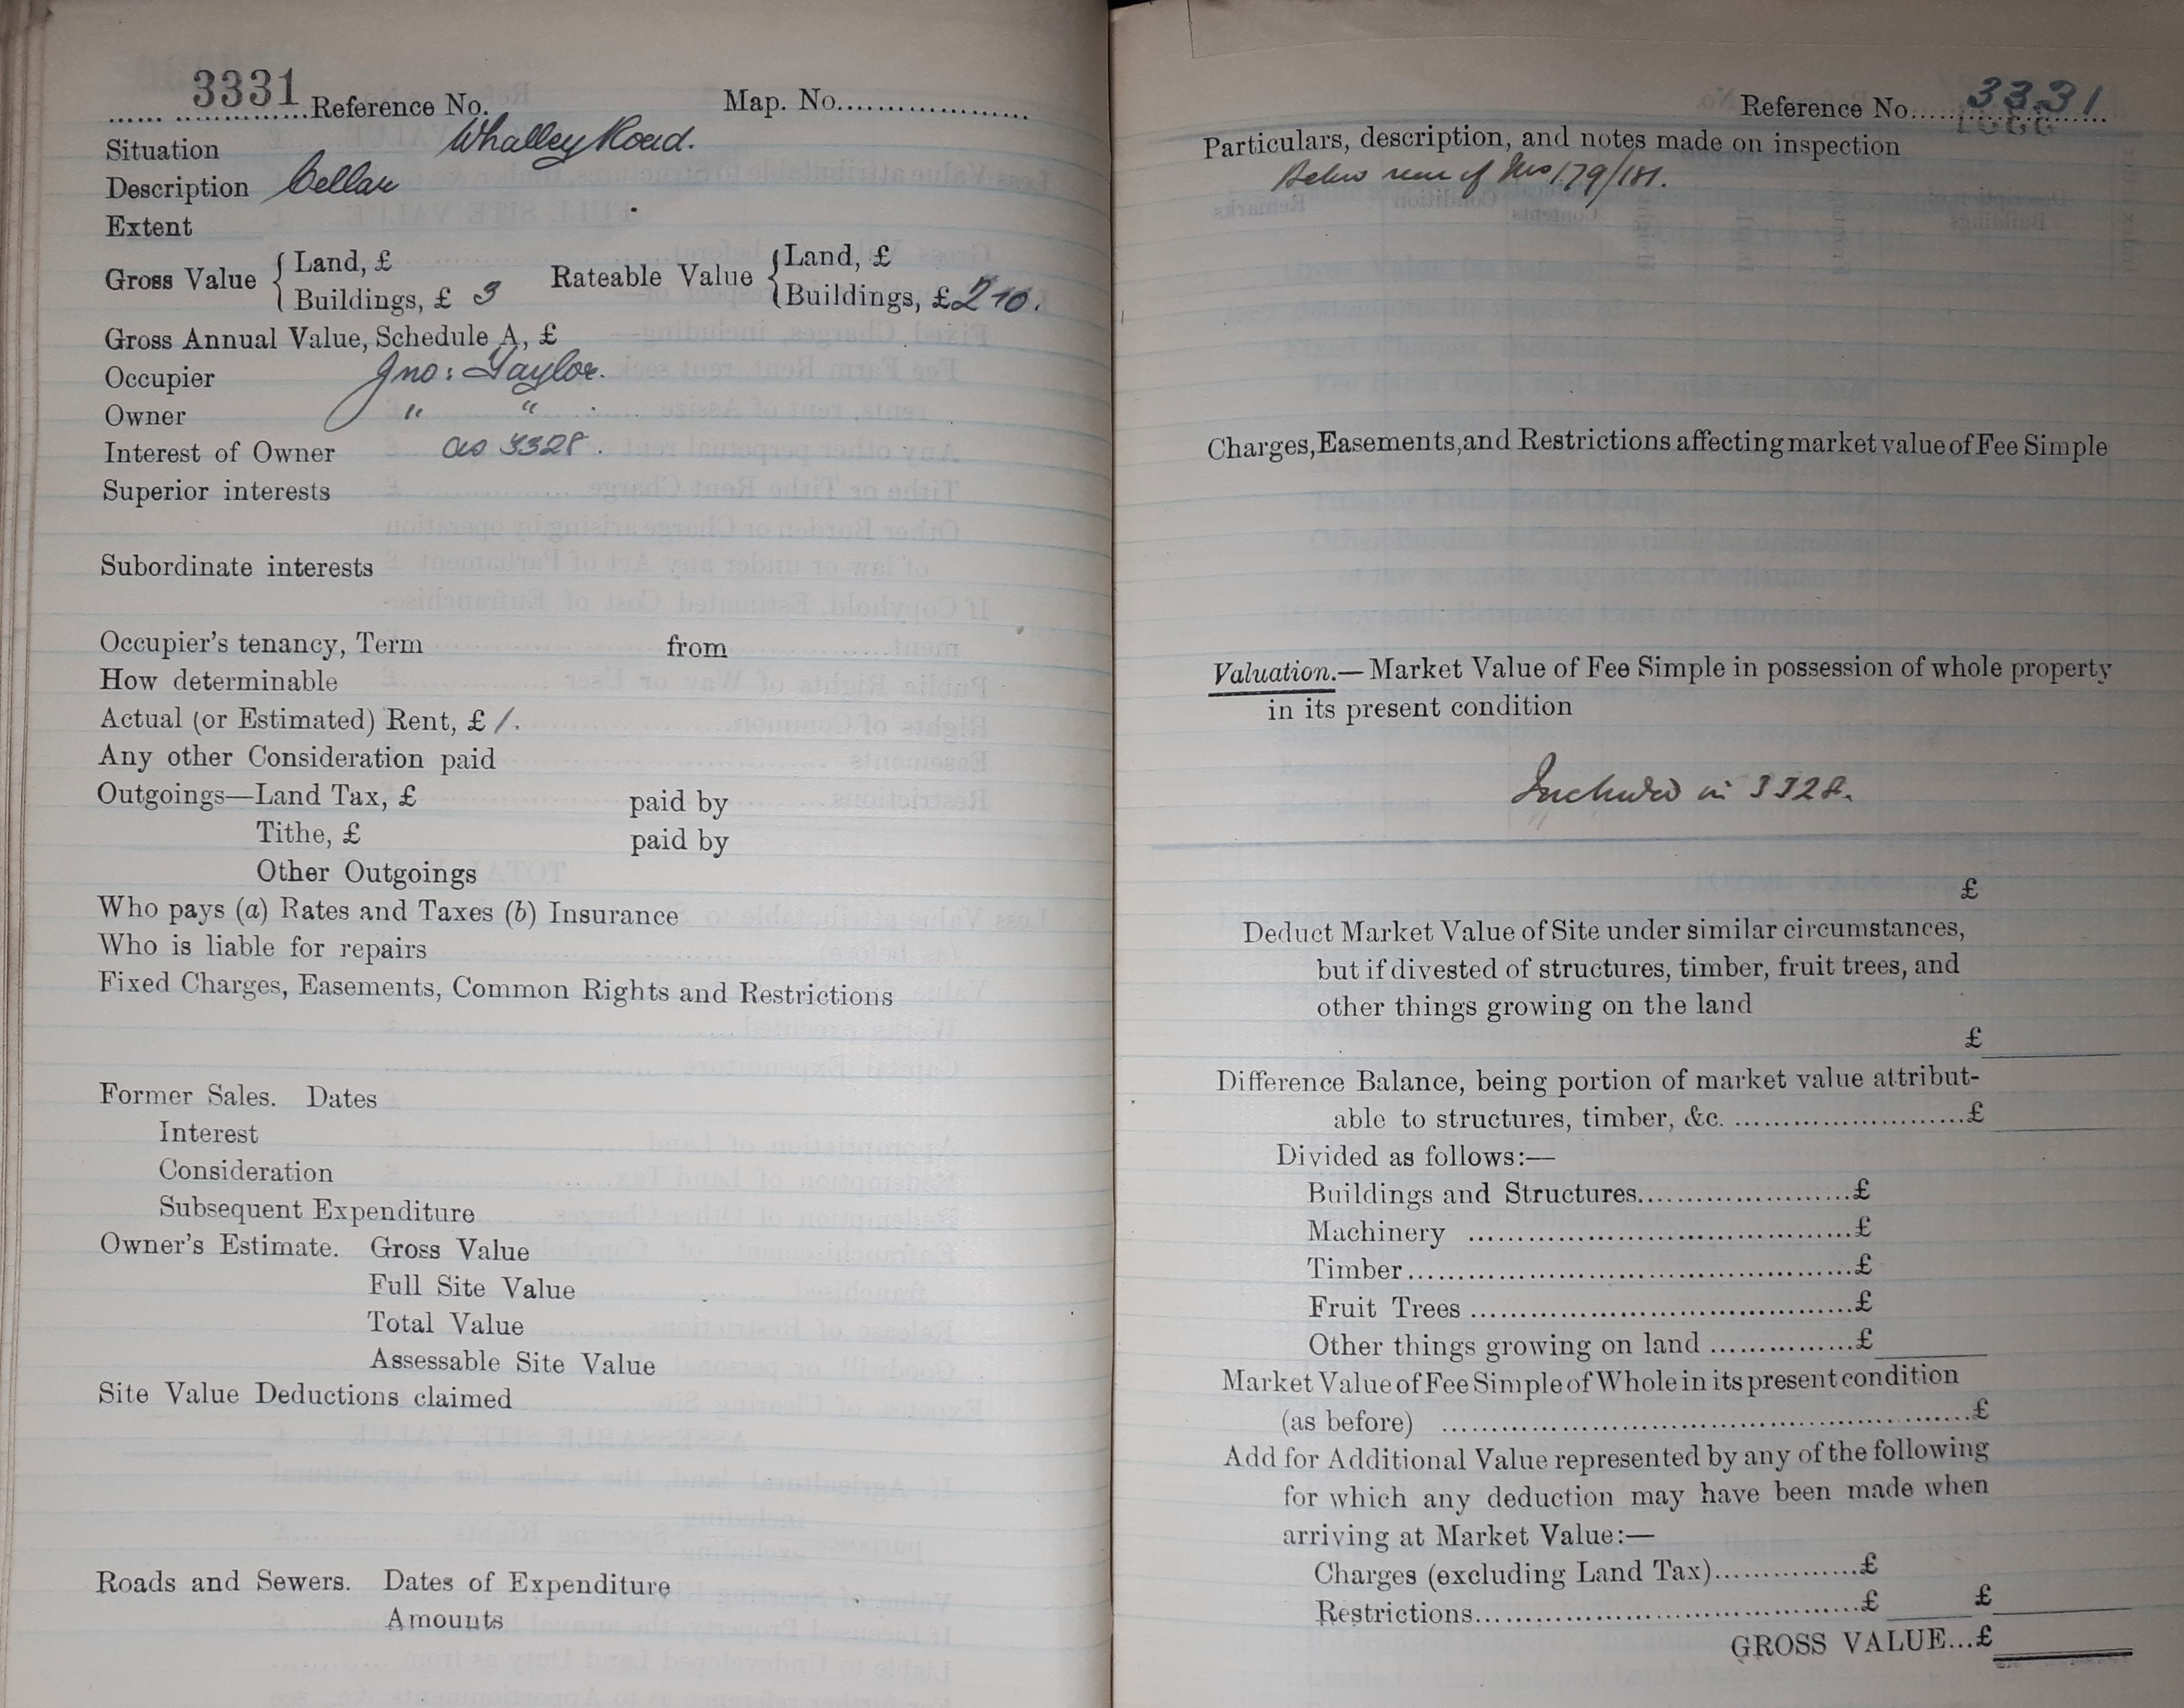 3331 Reference No. Map. No..................
Situation Whalley Road.
Description Cellar
Extent
Gross Value { Land, £ Rateable Value { Land, £
Buildings, £ 3 Buildings, £ 2 10.
Gross Annual Value, Schedule A, £
Occupier Jno: Taylor.
Owner " "
Interest of Owner as 3328.
Superior interests
Subordinate interests
Occupier's tenancy, Term from
How determinable
Actual (or Estimated) Rent, £ /.
Any other Consideration paid
Outgoings—Land Tax, £ paid by
Tithe, £ paid by
Other Outgoings
Who pays (a) Rates and Taxes (b) Insurance
Who is liable for repairs
Fixed Charges, Easements, Common Rights and Restrictions
Former Sales. Dates
Interest
Consideration
Subsequent Expenditure
Owner's Estimate. Gross Value
Full Site Value
Total Value
Assessable Site Value
Site Value Deductions claimed
Roads and Sewers. Dates of Expenditure
Amounts
Reference No. 3331
Particulars, description, and notes made on inspection
Below rear of Nos 179/181.
Charges, Easements, and Restrictions affecting market value of Fee Simple
Valuation.—Market Value of Fee Simple in possession of whole property
in its present condition
Included in 3328.
£
Deduct Market Value of Site under similar circumstances,
but if divested of structures, timber, fruit trees, and
other things growing on the land
£
Difference Balance, being portion of market value attribut-
able to structures, timber, &c. ........................£
Divided as follows:—
Buildings and Structures......................£
Machinery ......................................£
Timber............................................£
Fruit Trees ......................................£
Other things growing on land ...............£
Market Value of Fee Simple of Whole in its present condition
(as before) ......................................................£
Add for Additional Value represented by any of the following
for which any deduction may have been made when
arriving at Market Value:—
Charges (excluding Land Tax)...............£
Restrictions.......................................£ £
GROSS VALUE...£